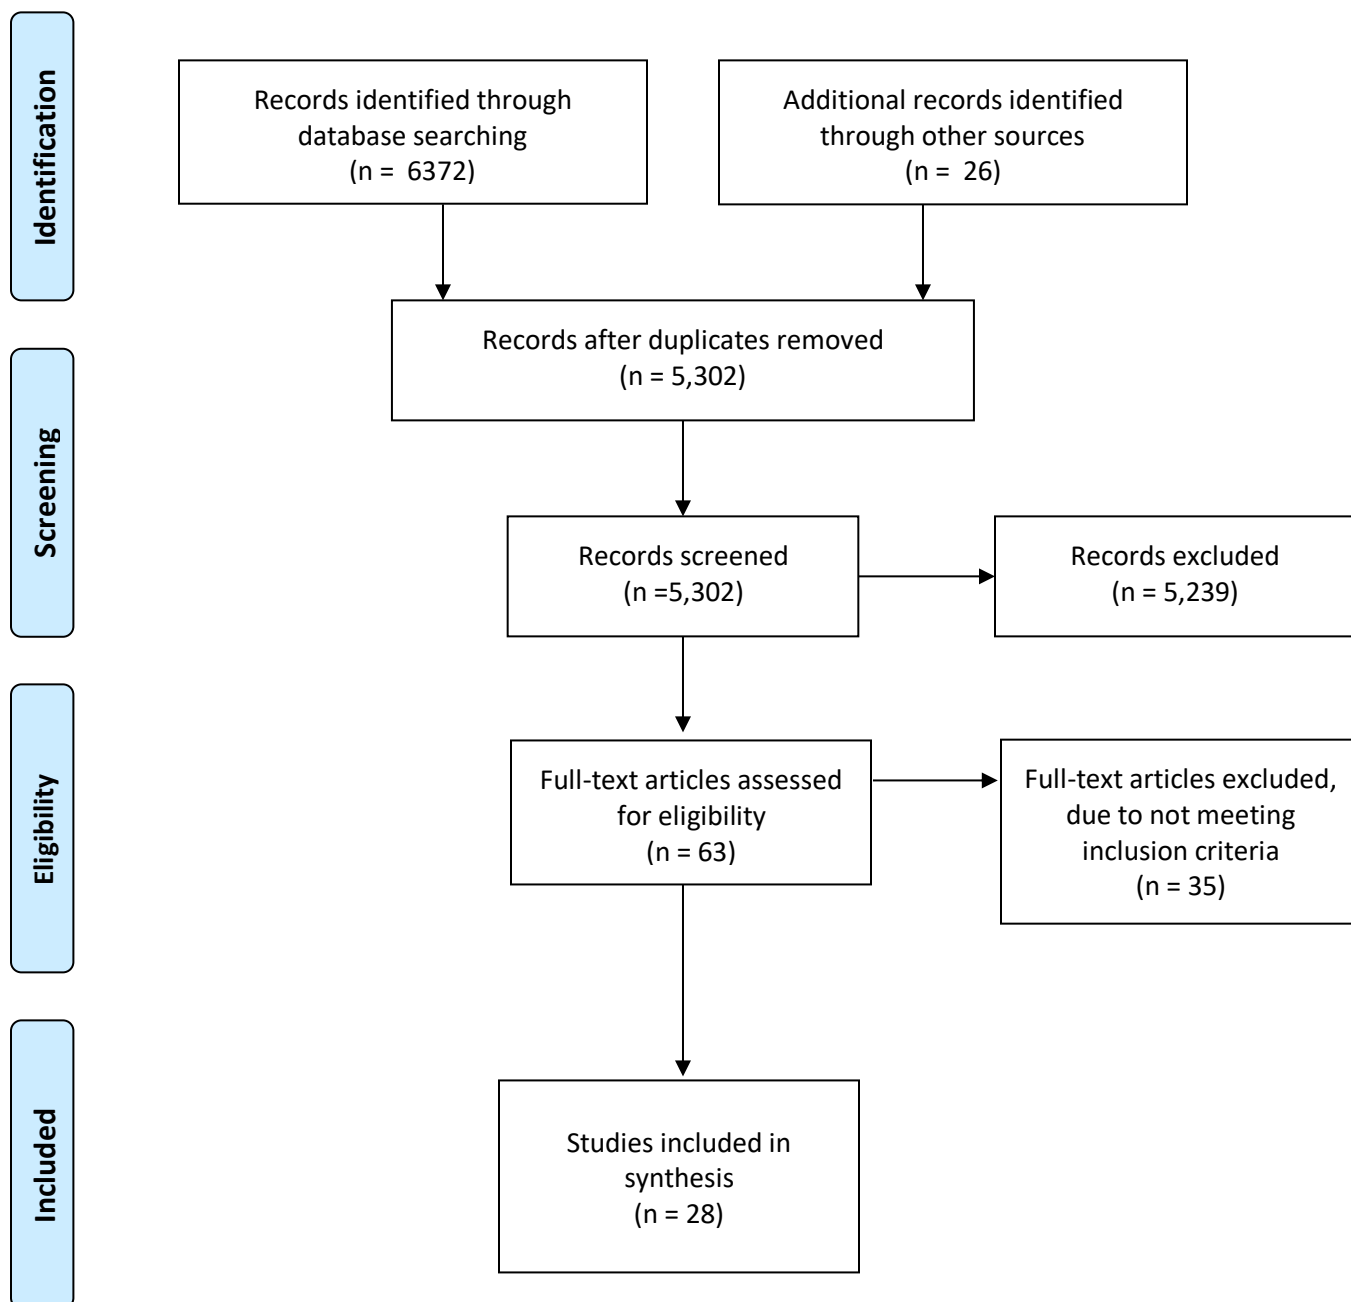 Identification
Records identified through
database searching
(n =  6372)
Additional records identified
through other sources
(n =  26)
Records after duplicates removed
(n = 5,302)
Screening
Records screened
(n =5,302)
Records excluded
(n = 5,239)
Eligibility
Full-text articles assessed
for eligibility
(n = 63)
Full-text articles excluded,
due to not meeting
inclusion criteria
(n = 35)
Included
Studies included in
synthesis
(n = 28)